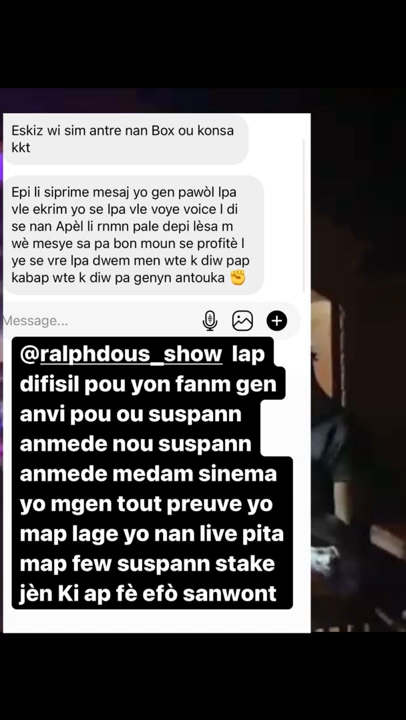 Eskiz wi sim antre nan Box ou konsa
kkt
Epi li siprime mesaj yo gen pawòl lpa
vle ekrim yo se lpa vle voye voice l di
se nan Apèl li rnmn pale depi lèsa m
wè mesye sa pa bon moun se profitè l
ye se vre lpa dwem men wte k diw pap
kabap wte k diw pa genyn antouka ✊
Message...
@ralphdous_show lap
difisil pou yon fanm gen
anvi pou ou suspann
anmede nou suspann
anmede medam sinema
yo mgen tout preuve yo
map lage yo nan live pita
map few suspann stake
jèn Ki ap fè efò sanwont